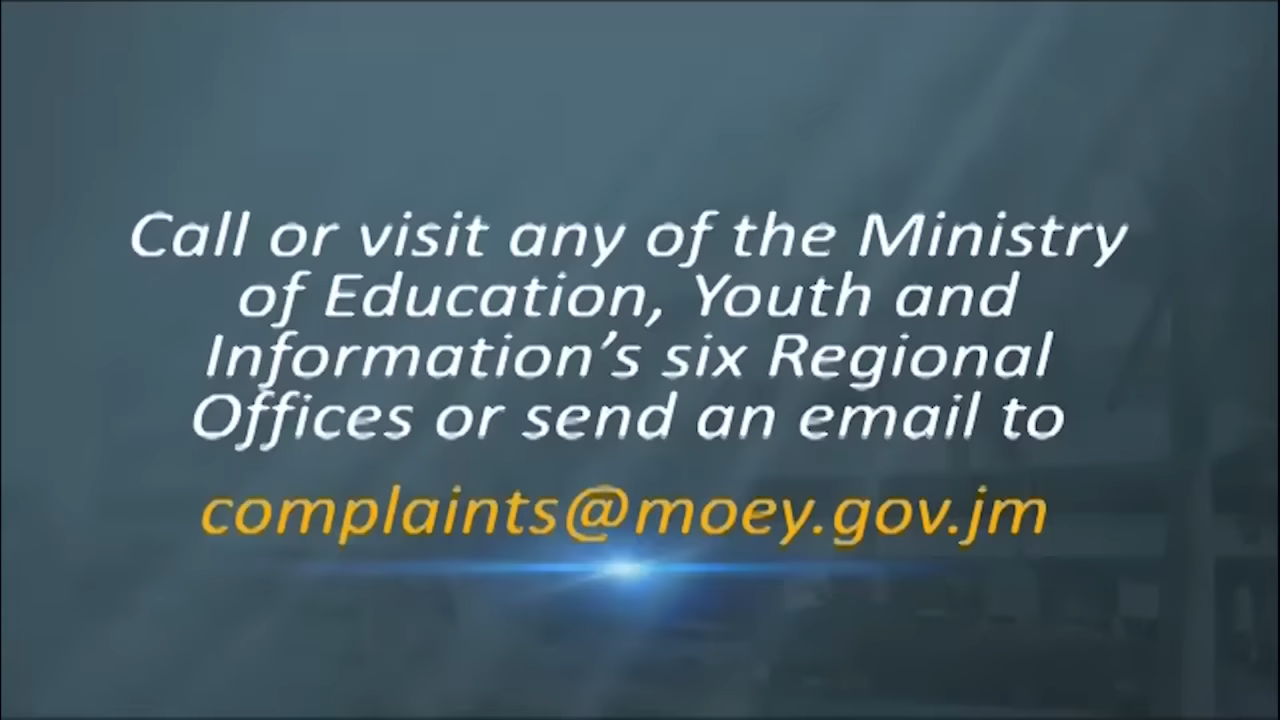 Call or visit any of the Ministry
of Education, Youth and
Information’s six Regional
Offices or send an email to
complaints@moey.gov.jm